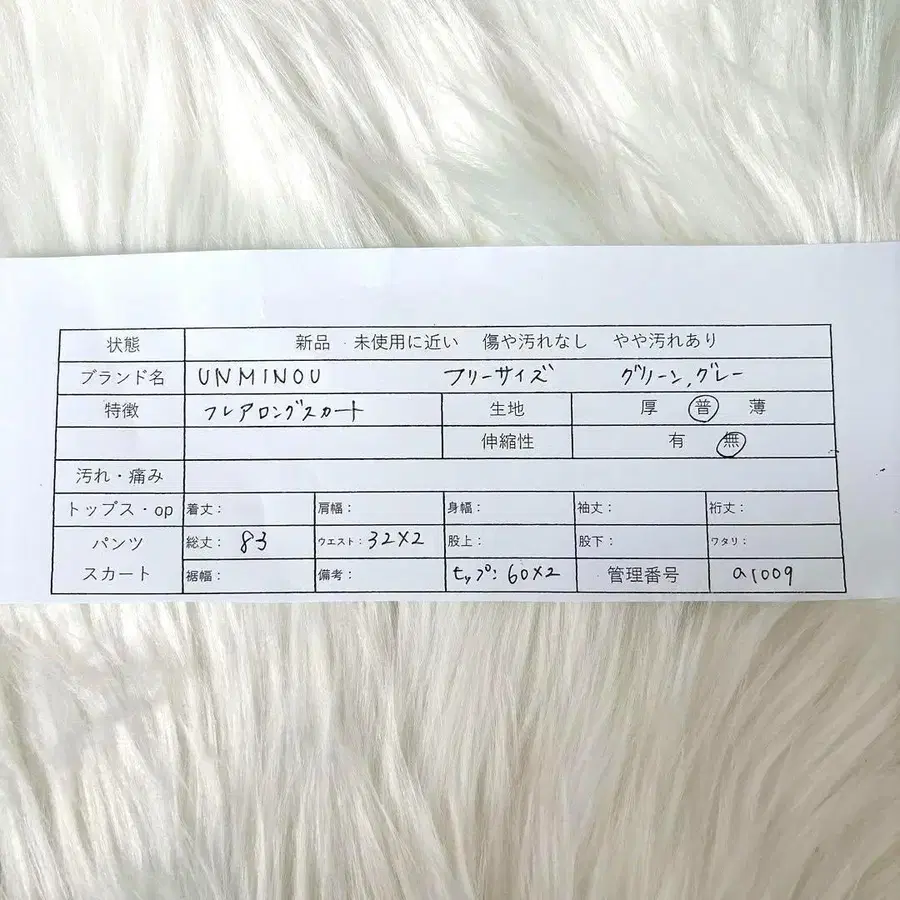 状態 新品 未使用に近い 傷や汚れなし やや汚れあり
ブランド名 UNMINOU フリーサイズ グリーン,グレー
特徴 フレアロングスカート 生地 厚 普 薄
伸縮性 有 無
汚れ・痛み
トップス・op 着丈: 肩幅: 身幅: 袖丈: 裄丈:
パンツ 総丈: 83 ウエスト: 32×2 股上: 股下: ワタリ:
スカート 裾幅: 備考: ヒップ: 60×2 管理番号 a1009